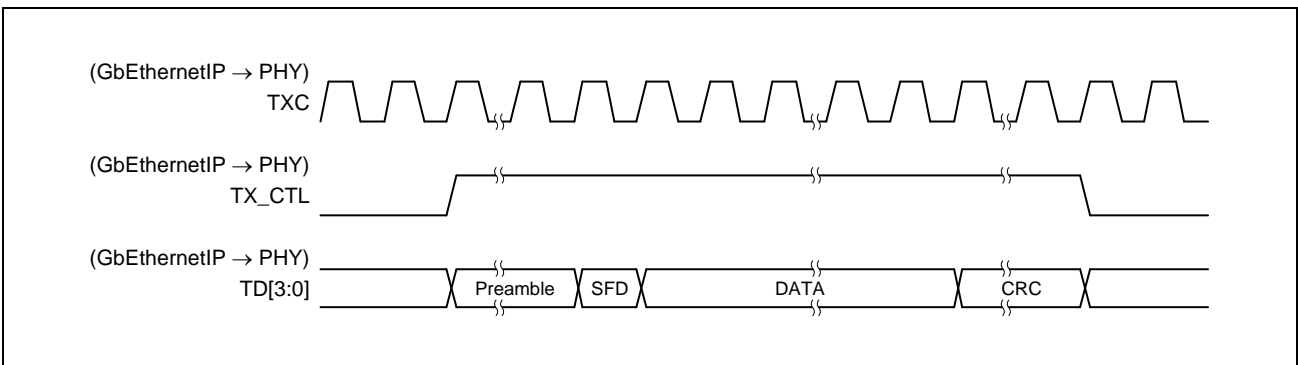 (GbEthernetIP → PHY)
TXC
(GbEthernetIP → PHY)
TX_CTL
(GbEthernetIP → PHY)
TD[3:0]
Preamble SFD DATA CRC